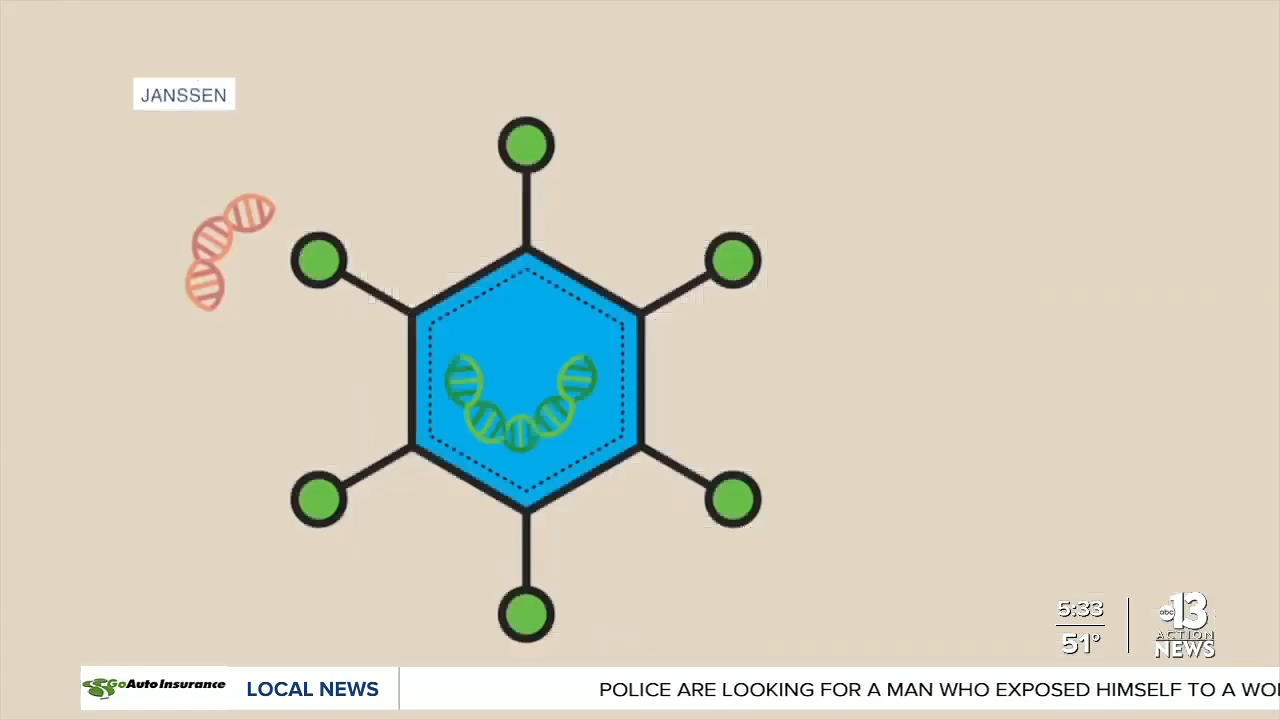 JANSSEN
5:33
51°
abc 13
ACTION
NEWS
GoAuto Insurance
LOCAL NEWS
POLICE ARE LOOKING FOR A MAN WHO EXPOSED HIMSELF TO A